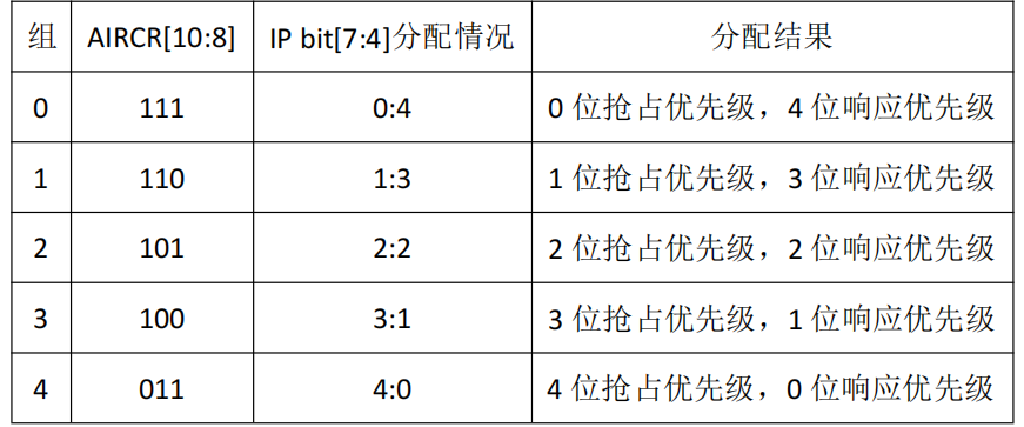 组 AIRCR[10:8] IP bit[7:4]分配情况 分配结果
0 111 0:4 0 位抢占优先级，4 位响应优先级
1 110 1:3 1 位抢占优先级，3 位响应优先级
2 101 2:2 2 位抢占优先级，2 位响应优先级
3 100 3:1 3 位抢占优先级，1 位响应优先级
4 011 4:0 4 位抢占优先级，0 位响应优先级